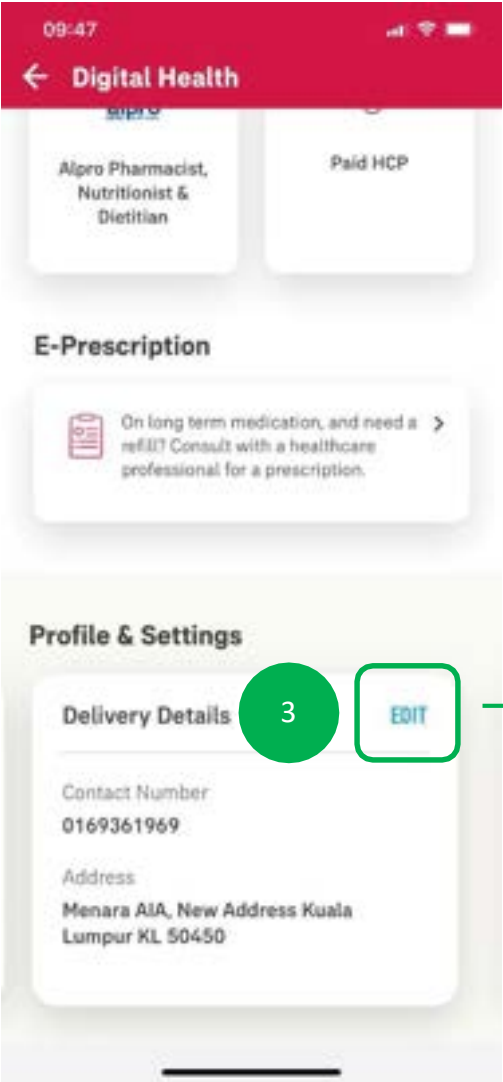 09:47
Digital Health
alpro
Alpro Pharmacist,
Nutritionist &
Dietitian
Paid HCP
E-Prescription
On long term medication, and need a
refill? Consult with a healthcare
professional for a prescription.
Profile & Settings
Delivery Details
3
EDIT
Contact Number
0169361969
Address
Menara AIA, New Address Kuala
Lumpur KL 50450